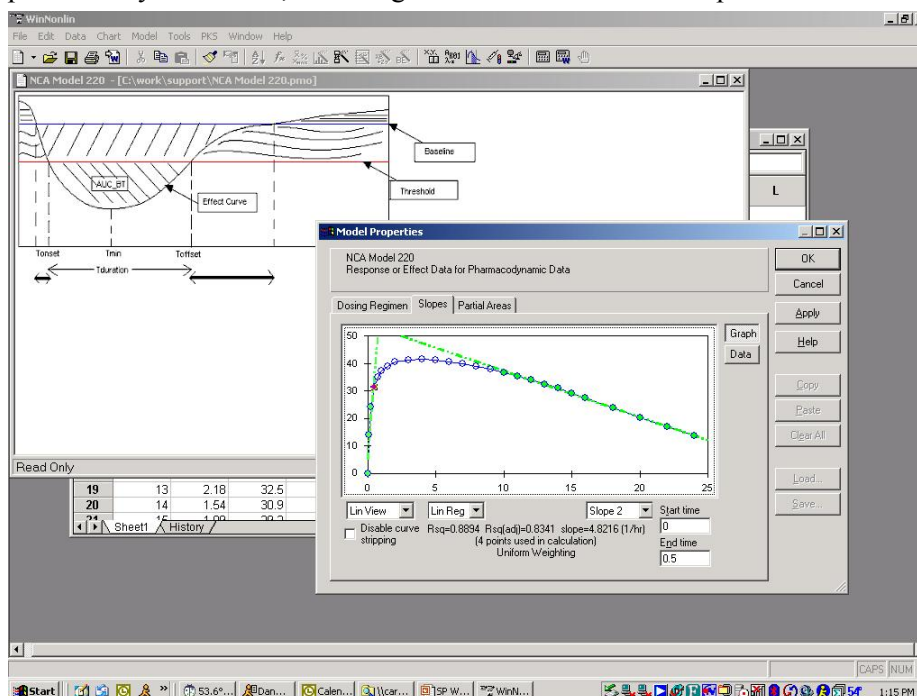 WinNonlin
File Edit Data Chart Model Tools PKS Window Help
NCA Model 220 - [C:\work\support\NCA Model 220.pmo]
Baseline
Threshold
AUC_BT
Effect Curve
Tonset Tmin Toffset
Tduration
L
Model Properties
NCA Model 220
Response or Effect Data for Pharmacodynamic Data
OK
Cancel
Apply
Help
Copy
Paste
Clear All
Load...
Save...
Dosing Regimen Slopes Partial Areas
Graph
Data
50
40
30
20
10
0
0 5 10 15 20 25
Lin View Lin Reg Slope 2
Start time
0
End time
0.5
Disable curve stripping
Rsq=0.8894 Rsq(adj)=0.8341 slope=4.8216 (1/hr)
(4 points used in calculation)
Uniform Weighting
Read Only
19 13 2.18 32.5
20 14 1.54 30.9
Sheet1 History
CAPS NUM
Start 53.6°... Dan... Calen... \\car... SP W... WinN... 1:15PM